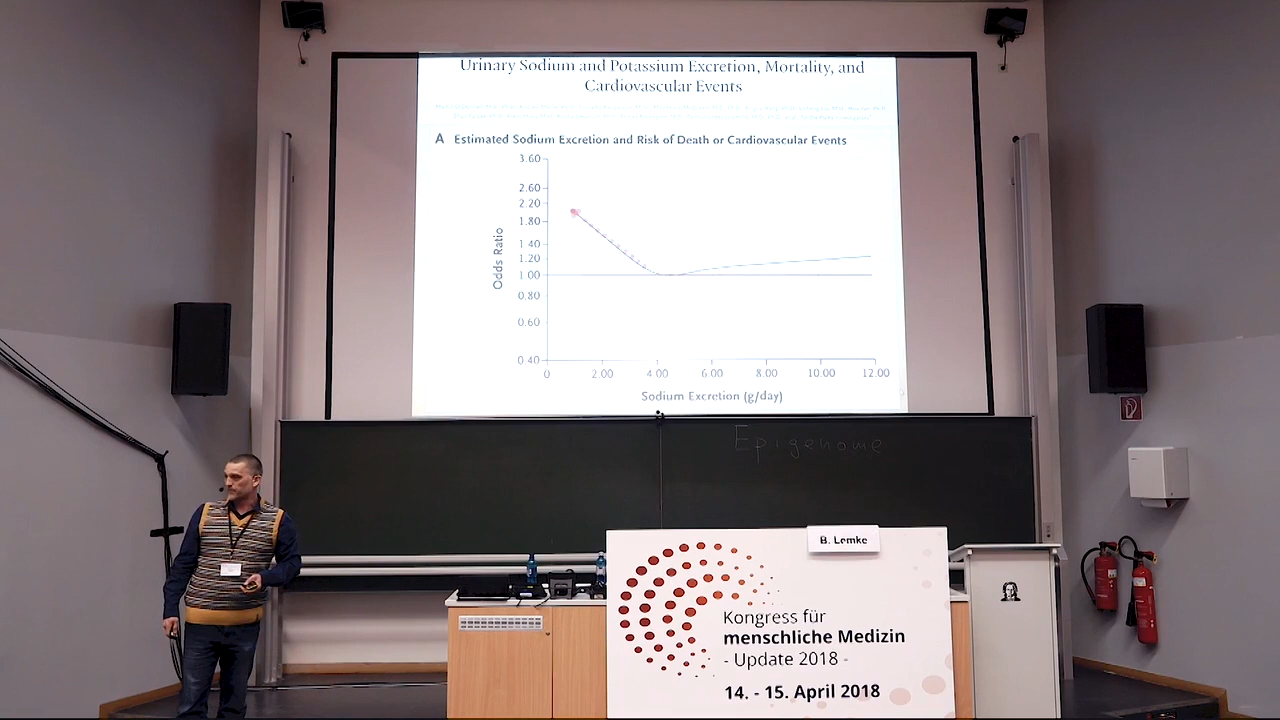 Urinary Sodium and Potassium Excretion, Mortality, and
Cardiovascular Events
A Estimated Sodium Excretion and Risk of Death or Cardiovascular Events
3.60
2.60
2.20
1.80
1.40
1.20
1.00
0.80
0.60
0.40
Odds Ratio
0 2.00 4.00 6.00 8.00 10.00 12.00
Sodium Excretion (g/day)
Epigenome
B. Lemke
Kongress für
menschliche Medizin
- Update 2018 -
14. - 15. April 2018